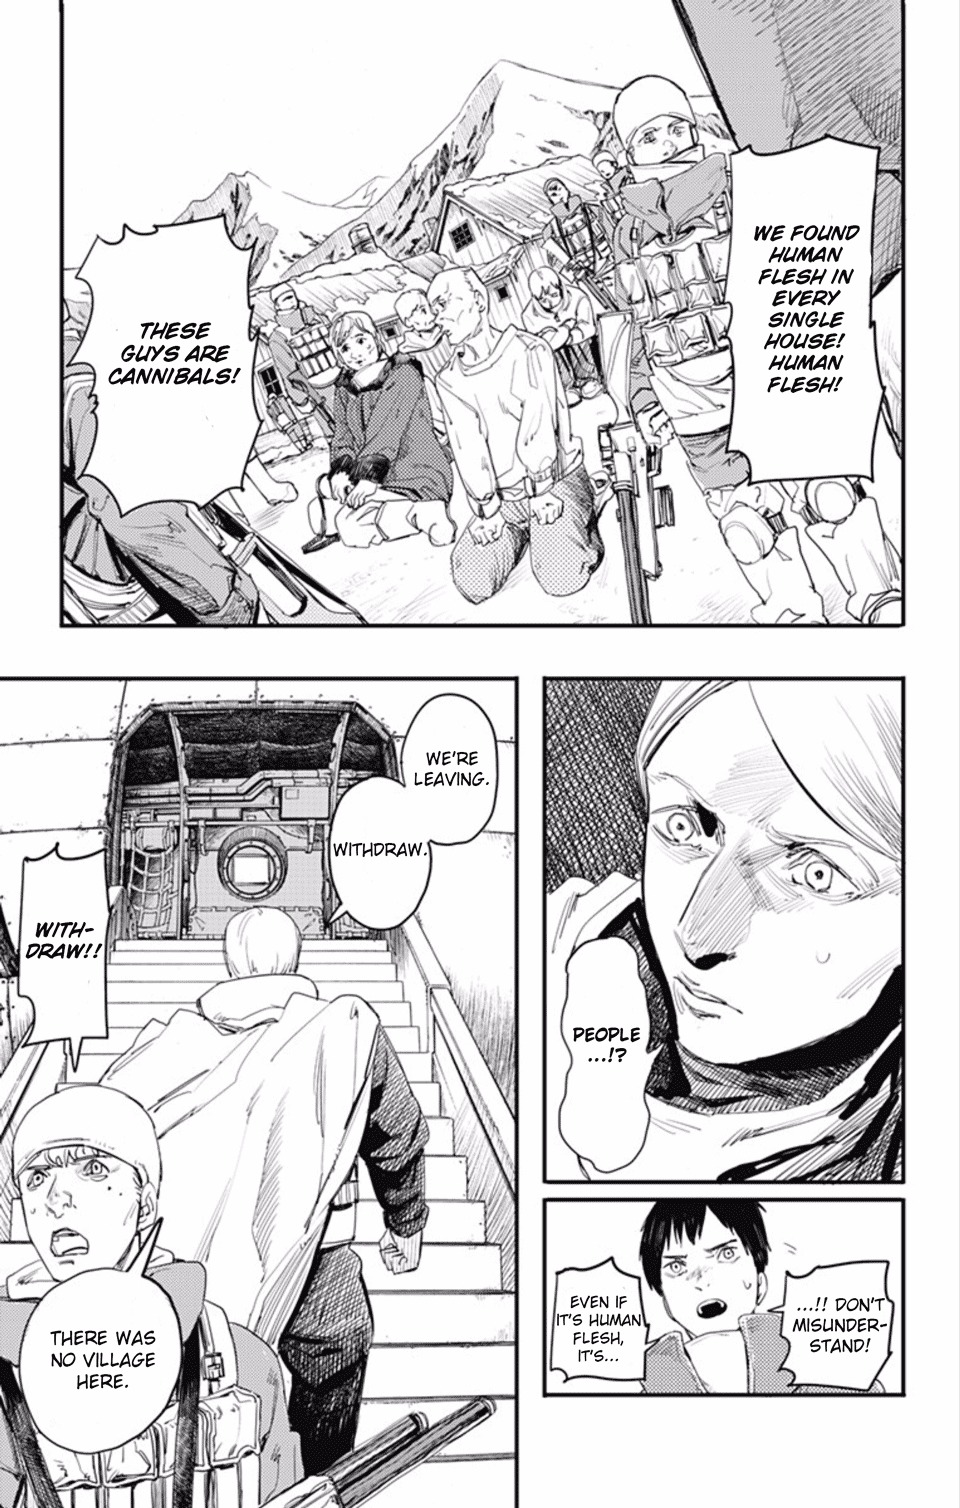 WE FOUND
HUMAN
FLESH IN
EVERY
SINGLE
HOUSE!
HUMAN
FLESH!
THESE
GUYS ARE
CANNIBALS!
PEOPLE
...!?
...!! DON'T
MISUNDER-
STAND!
EVEN IF
IT'S HUMAN
FLESH,
IT'S...
WE'RE
LEAVING.
WITHDRAW.
WITH-
DRAW!!
THERE WAS
NO VILLAGE
HERE.